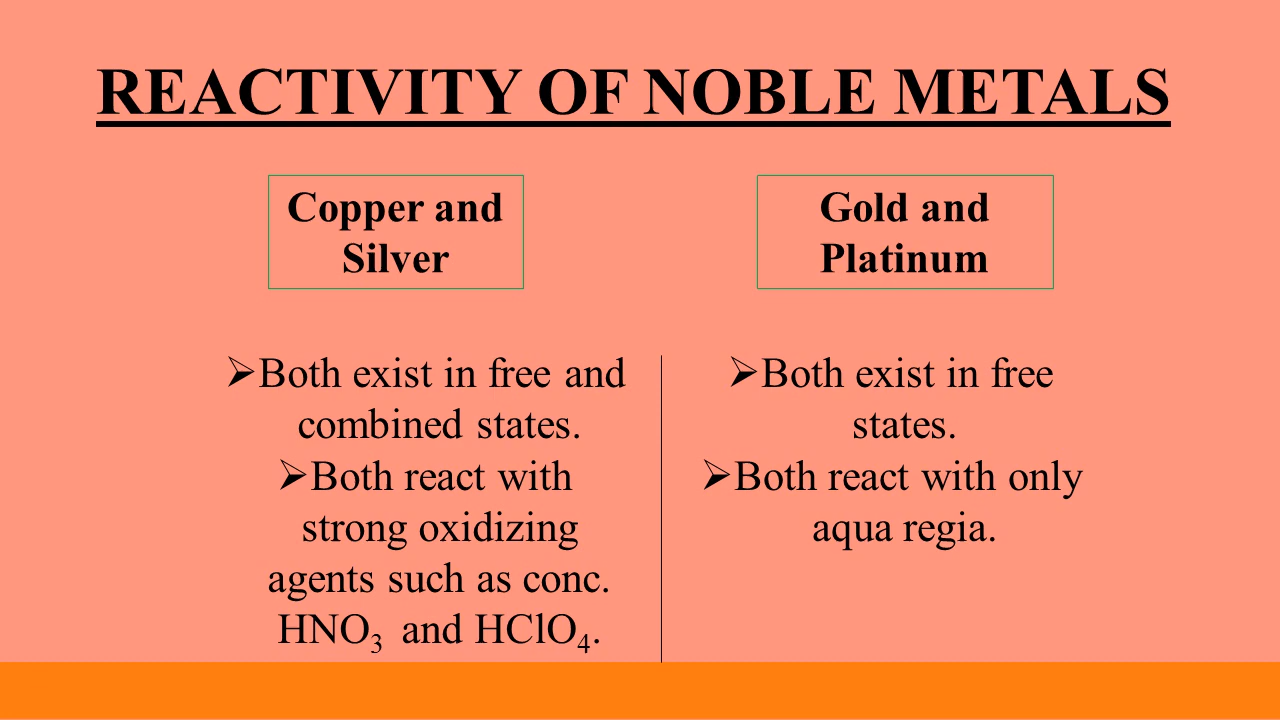 REACTIVITY OF NOBLE METALS
Copper and
Silver
➢Both exist in free and
combined states.
➢Both react with
strong oxidizing
agents such as conc.
HNO₃ and HClO₄.
Gold and
Platinum
➢Both exist in free
states.
➢Both react with only
aqua regia.